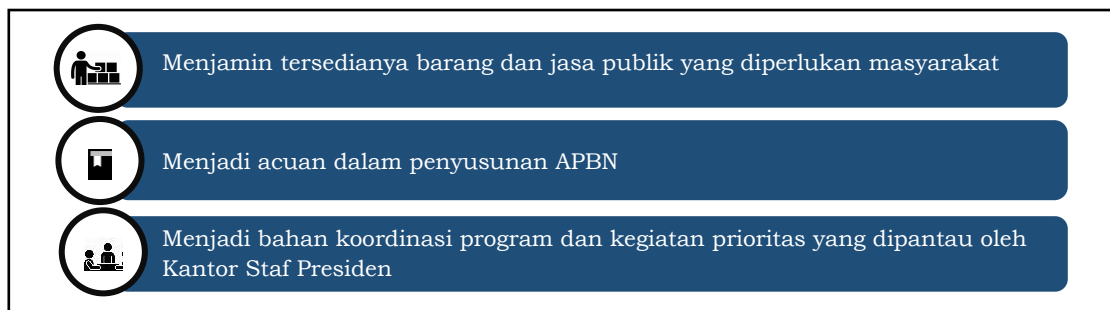 Menjamin tersedianya barang dan jasa publik yang diperlukan masyarakat
Menjadi acuan dalam penyusunan APBN
Menjadi bahan koordinasi program dan kegiatan prioritas yang dipantau oleh
Kantor Staf Presiden